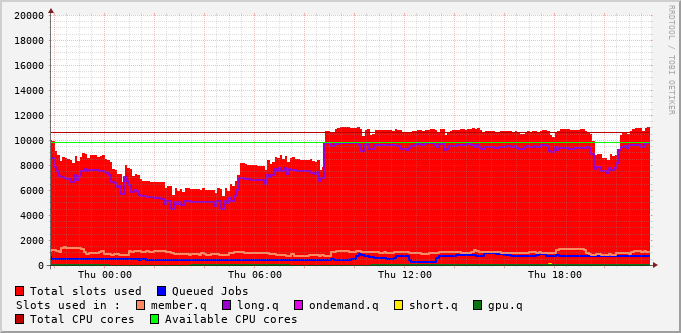 20000
18000
16000
14000
12000
10000
8000
6000
4000
2000
0
Thu 00:00 Thu 06:00 Thu 12:00 Thu 18:00
RRDTOOL / TOBI OETIKER
Total slots used Queued Jobs
Slots used in : member.q long.q ondemand.q short.q gpu.q
Total CPU cores Available CPU cores